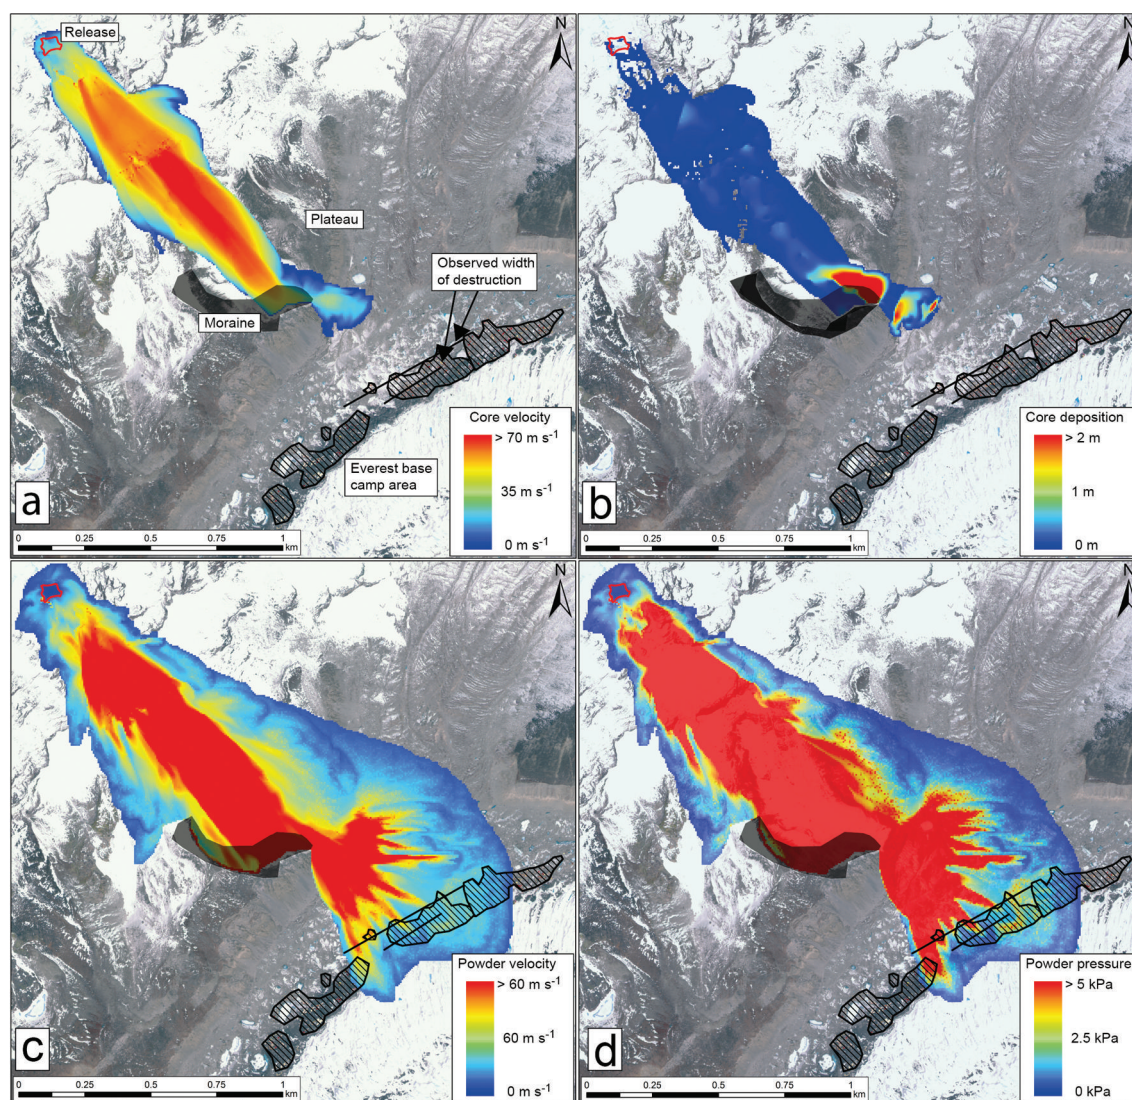 N
Release
Plateau
Observed width
of destruction
Moraine
Everest base
camp area
Core velocity
> 70 m s-1
35 m s-1
0 m s-1
a
0 0.25 0.5 0.75 1
km
N
Core deposition
> 2 m
1 m
0 m
b
0 0.25 0.5 0.75 1
km
N
Powder velocity
> 60 m s-1
60 m s-1
0 m s-1
c
0 0.25 0.5 0.75 1
km
N
Powder pressure
> 5 kPa
2.5 kPa
0 kPa
d
0 0.25 0.5 0.75 1
km